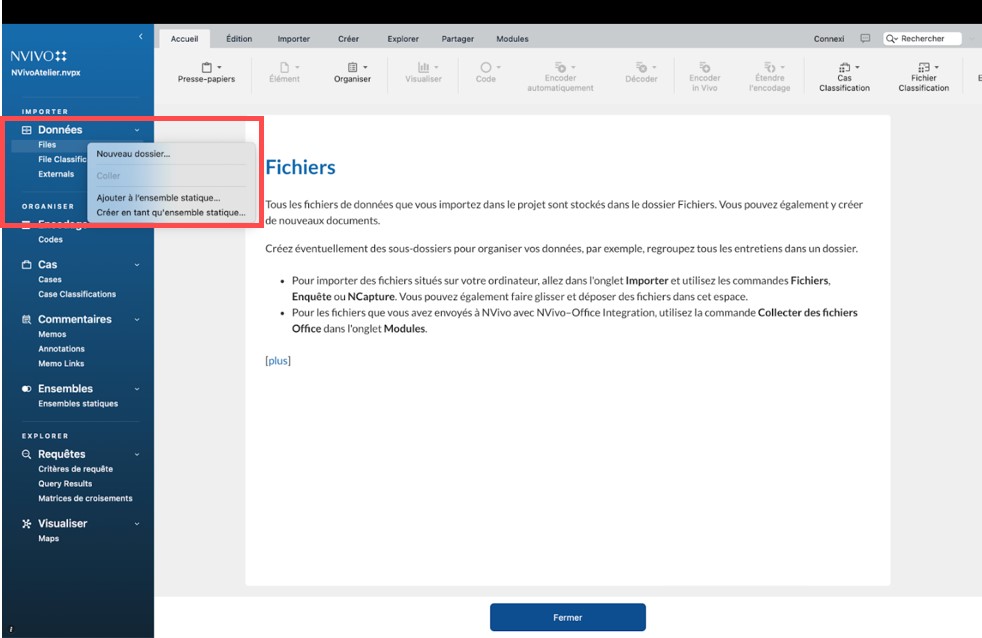 NVIVO
NVivoAtelier.nvpx
IMPORTER
Données
Files
File Classific
Externals
Nouveau dossier...
Coller
Ajouter à l'ensemble statique...
Créer en tant qu'ensemble statique...
ORGANISER
Encodage
Codes
Cas
Cases
Case Classifications
Commentaires
Memos
Annotations
Memo Links
Ensembles
Ensembles statiques
EXPLORER
Requêtes
Critères de requête
Query Results
Matrices de croisements
Visualiser
Maps
Accueil Édition Importer Créer Explorer Partager Modules Connexi Rechercher
Presse-papiers
Élément
Organiser
Visualiser
Code
Encoder
automatiquement
Décoder
Encoder
in Vivo
Étendre
l'encodage
Cas
Classification
Fichier
Classification
Fichiers
Tous les fichiers de données que vous importez dans le projet sont stockés dans le dossier Fichiers. Vous pouvez également y créer
de nouveaux documents.
Créez éventuellement des sous-dossiers pour organiser vos données, par exemple, regroupez tous les entretiens dans un dossier.
• Pour importer des fichiers situés sur votre ordinateur, allez dans l'onglet Importer et utilisez les commandes Fichiers,
Enquête ou NCapture. Vous pouvez également faire glisser et déposer des fichiers dans cet espace.
• Pour les fichiers que vous avez envoyés à NVivo avec NVivo–Office Integration, utilisez la commande Collecter des fichiers
Office dans l'onglet Modules.
[plus]
Fermer